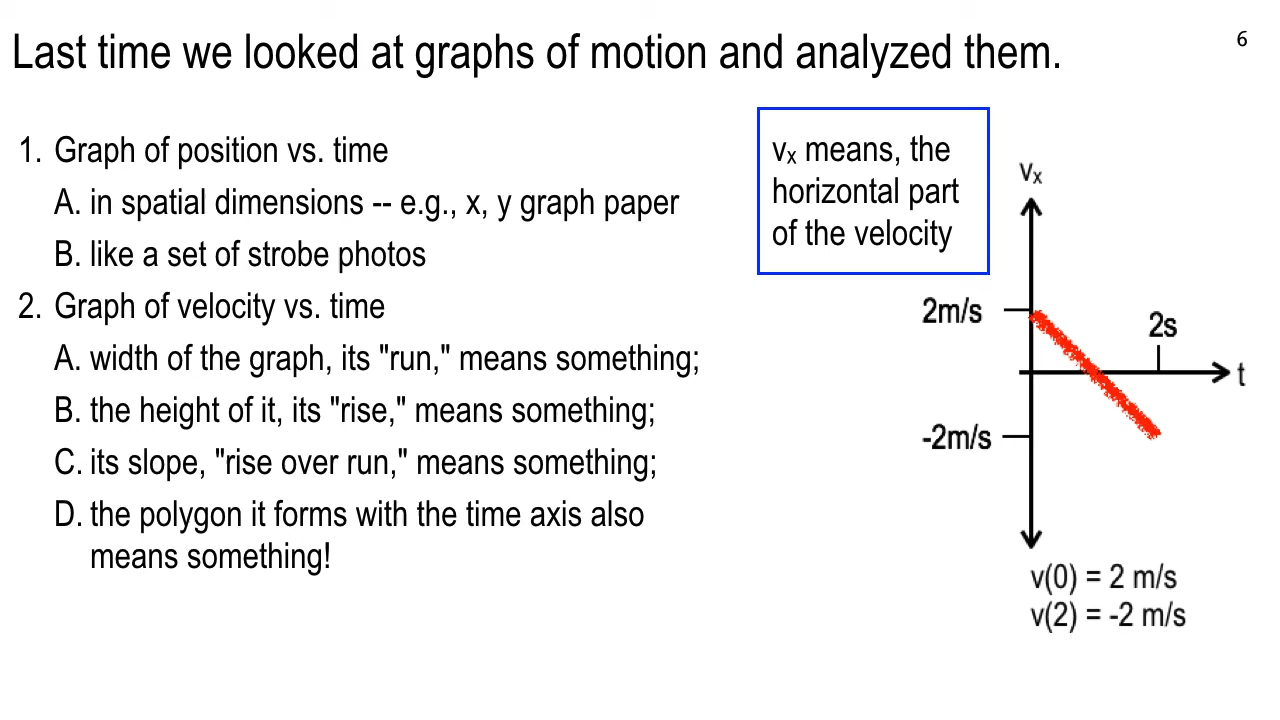 Last time we looked at graphs of motion and analyzed them.
6
1. Graph of position vs. time
A. in spatial dimensions -- e.g., x, y graph paper
B. like a set of strobe photos
2. Graph of velocity vs. time
A. width of the graph, its "run," means something;
B. the height of it, its "rise," means something;
C. its slope, "rise over run," means something;
D. the polygon it forms with the time axis also
means something!
vₓ means, the
horizontal part
of the velocity
vₓ
2m/s
2s
t
-2m/s
v(0) = 2 m/s
v(2) = -2 m/s